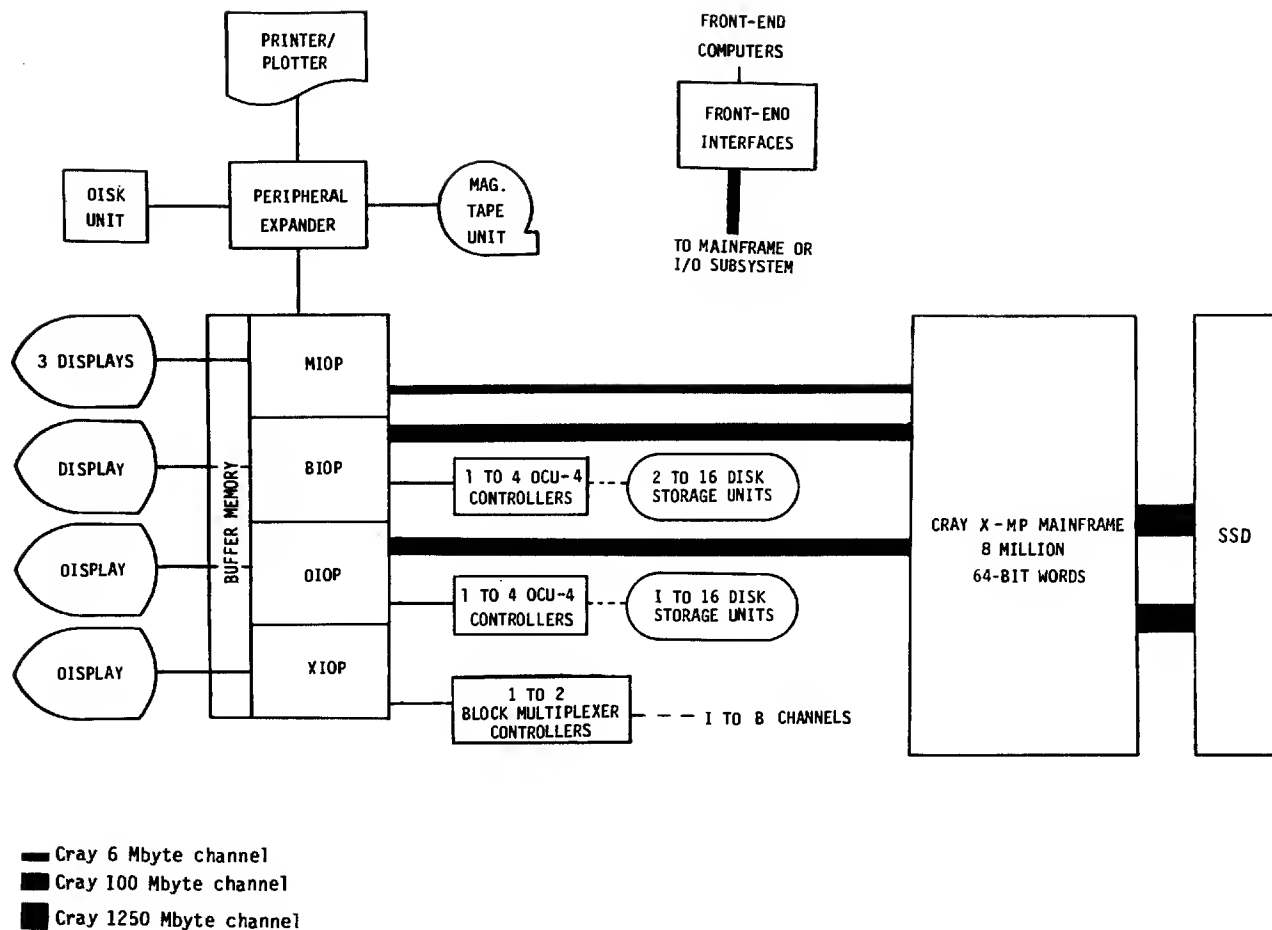 PRINTER/
PLOTTER
FRONT-END
COMPUTERS
FRONT-END
INTERFACES
TO MAINFRAME OR
I/O SUBSYSTEM
OISK
UNIT
PERIPHERAL
EXPANDER
MAG.
TAPE
UNIT
3 DISPLAYS
DISPLAY
OISPLAY
OISPLAY
BUFFER MEMORY
MIOP
BIOP
OIOP
XIOP
1 TO 4 OCU-4
CONTROLLERS
2 TO 16 DISK
STORAGE UNITS
1 TO 4 OCU-4
CONTROLLERS
I TO 16 DISK
STORAGE UNITS
1 TO 2
BLOCK MULTIPLEXER
CONTROLLERS
I TO B CHANNELS
CRAY X-MP MAINFRAME
8 MILLION
64-BIT WORDS
SSD
Cray 6 Mbyte channel
Cray 100 Mbyte channel
Cray 1250 Mbyte channel